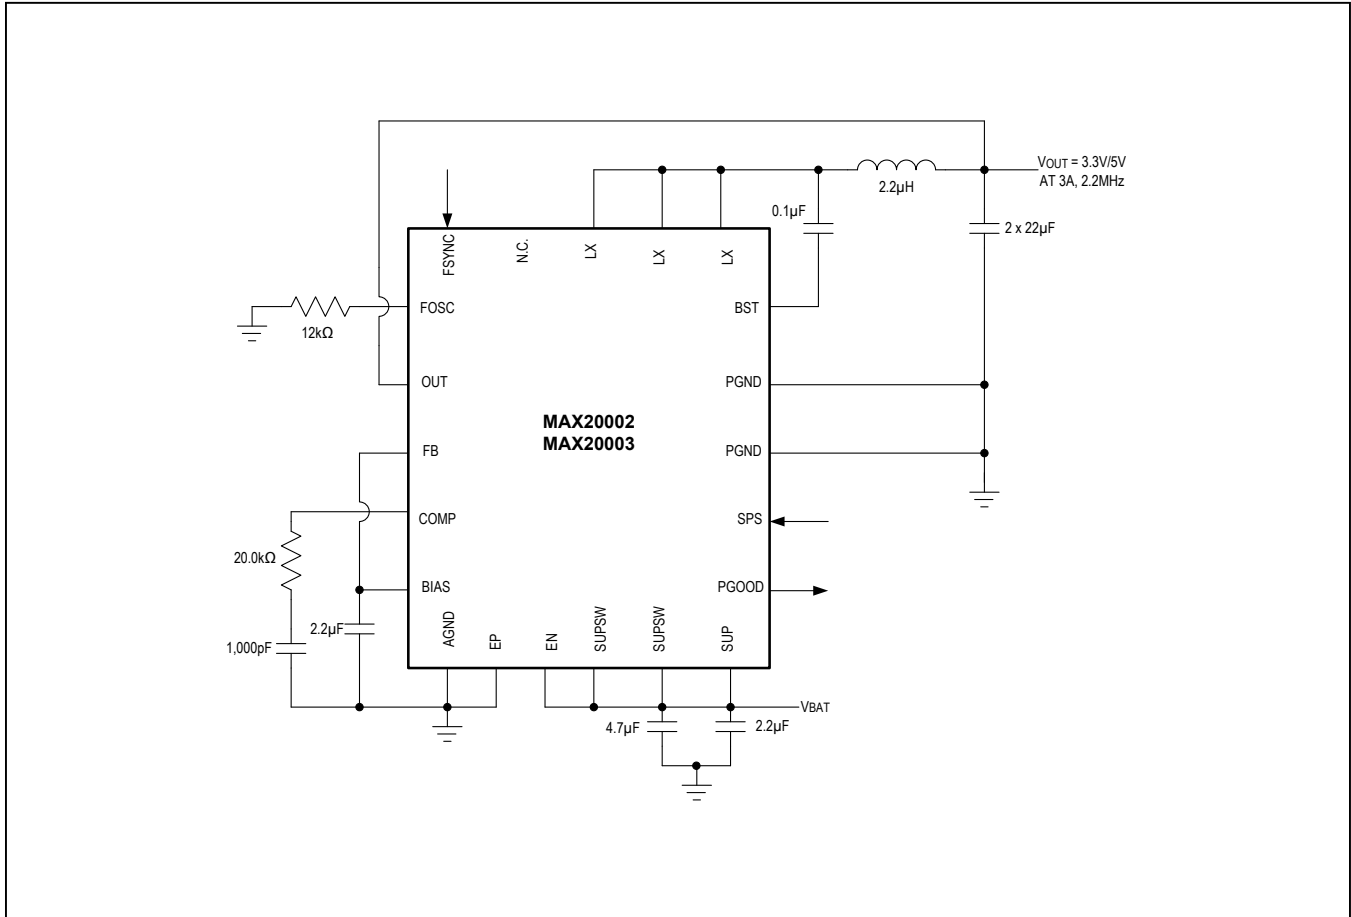 VOUT = 3.3V/5V
AT 3A, 2.2MHz
2.2µH
0.1µF
2 x 22µF
FSYNC
N.C.
LX
LX
LX
FOSC
BST
12kΩ
OUT
PGND
MAX20002
MAX20003
FB
PGND
COMP
SPS
20.0kΩ
BIAS
PGOOD
2.2µF
1,000pF
AGND
EP
EN
SUPSW
SUPSW
SUP
VBAT
4.7µF
2.2µF